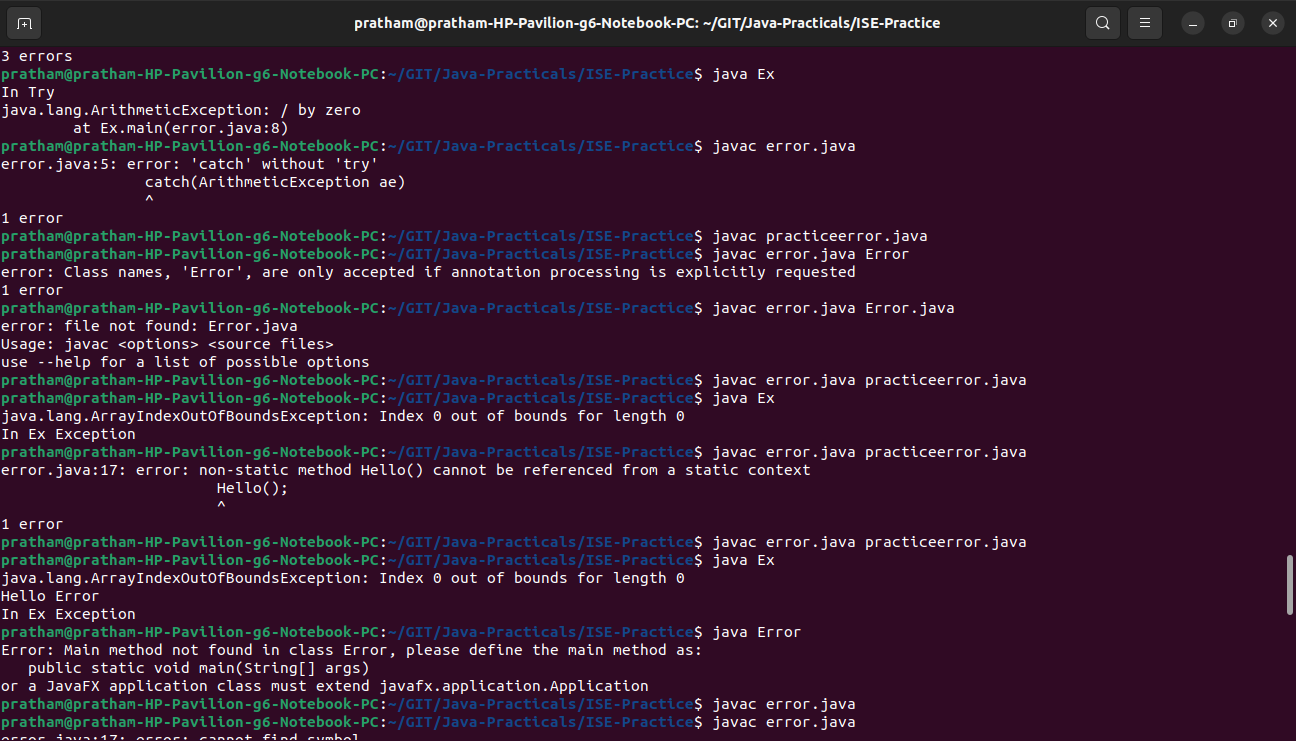 pratham@pratham-HP-Pavilion-g6-Notebook-PC: ~/GIT/Java-Practicals/ISE-Practice
3 errors
pratham@pratham-HP-Pavilion-g6-Notebook-PC:~/GIT/Java-Practicals/ISE-Practice$ java Ex
In Try
java.lang.ArithmeticException: / by zero
        at Ex.main(error.java:8)
pratham@pratham-HP-Pavilion-g6-Notebook-PC:~/GIT/Java-Practicals/ISE-Practice$ javac error.java
error.java:5: error: 'catch' without 'try'
                catch(ArithmeticException ae)
                ^
1 error
pratham@pratham-HP-Pavilion-g6-Notebook-PC:~/GIT/Java-Practicals/ISE-Practice$ javac practiceerror.java
pratham@pratham-HP-Pavilion-g6-Notebook-PC:~/GIT/Java-Practicals/ISE-Practice$ javac error.java Error
error: Class names, 'Error', are only accepted if annotation processing is explicitly requested
1 error
pratham@pratham-HP-Pavilion-g6-Notebook-PC:~/GIT/Java-Practicals/ISE-Practice$ javac error.java Error.java
error: file not found: Error.java
Usage: javac <options> <source files>
use --help for a list of possible options
pratham@pratham-HP-Pavilion-g6-Notebook-PC:~/GIT/Java-Practicals/ISE-Practice$ javac error.java practiceerror.java
pratham@pratham-HP-Pavilion-g6-Notebook-PC:~/GIT/Java-Practicals/ISE-Practice$ java Ex
java.lang.ArrayIndexOutOfBoundsException: Index 0 out of bounds for length 0
In Ex Exception
pratham@pratham-HP-Pavilion-g6-Notebook-PC:~/GIT/Java-Practicals/ISE-Practice$ javac error.java practiceerror.java
error.java:17: error: non-static method Hello() cannot be referenced from a static context
                        Hello();
                        ^
1 error
pratham@pratham-HP-Pavilion-g6-Notebook-PC:~/GIT/Java-Practicals/ISE-Practice$ javac error.java practiceerror.java
pratham@pratham-HP-Pavilion-g6-Notebook-PC:~/GIT/Java-Practicals/ISE-Practice$ java Ex
java.lang.ArrayIndexOutOfBoundsException: Index 0 out of bounds for length 0
Hello Error
In Ex Exception
pratham@pratham-HP-Pavilion-g6-Notebook-PC:~/GIT/Java-Practicals/ISE-Practice$ java Error
Error: Main method not found in class Error, please define the main method as:
   public static void main(String[] args)
or a JavaFX application class must extend javafx.application.Application
pratham@pratham-HP-Pavilion-g6-Notebook-PC:~/GIT/Java-Practicals/ISE-Practice$ javac error.java
pratham@pratham-HP-Pavilion-g6-Notebook-PC:~/GIT/Java-Practicals/ISE-Practice$ javac error.java
error.java:17: error: cannot find symbol